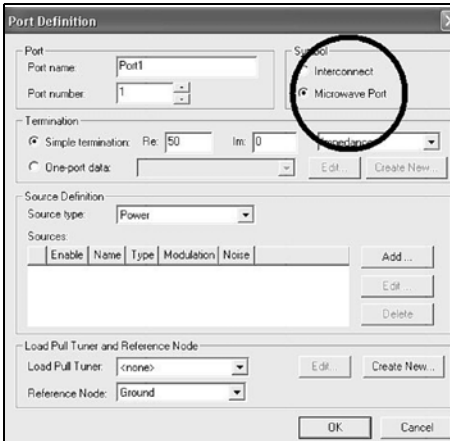 Port Definition
Port
Port name: Port1
Port number: 1
Symbol
Interconnect
Microwave Port
Termination
Simple termination: Re: 50 Im: 0 Impedance
One-port data: Edit... Create New...
Source Definition
Source type: Power
Sources:
Enable Name Type Modulation Noise
Add ...
Edit ...
Delete
Load Pull Tuner and Reference Node
Load Pull Tuner: <none> Edit... Create New...
Reference Node: Ground
OK Cancel